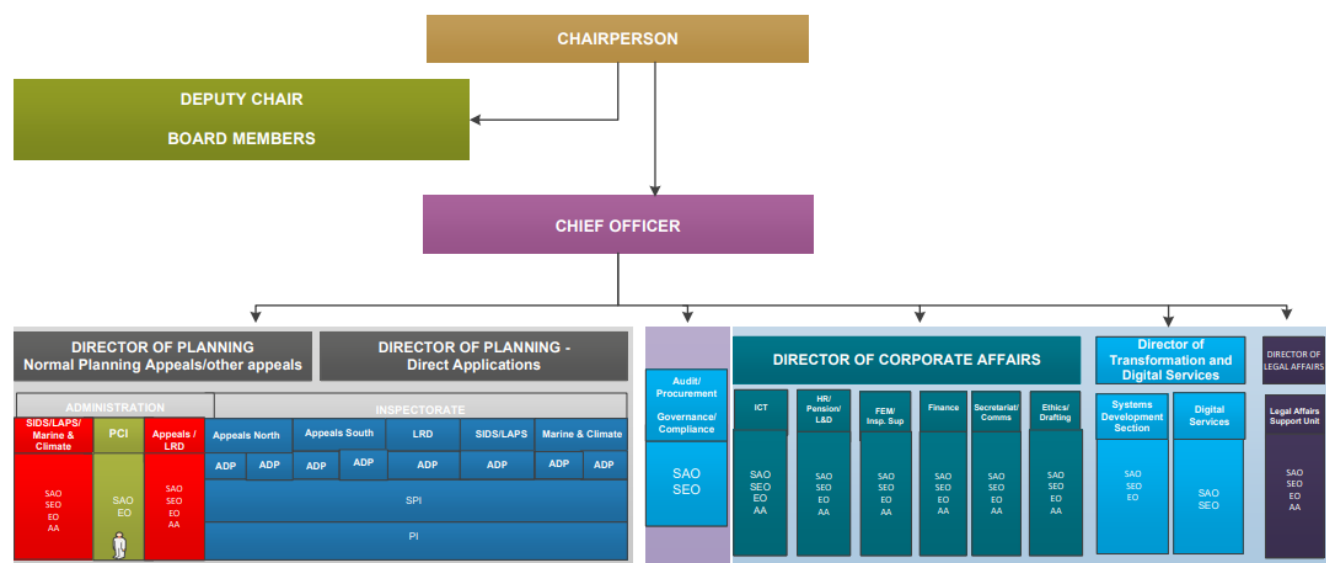 CHAIRPERSON
DEPUTY CHAIR
BOARD MEMBERS
CHIEF OFFICER
DIRECTOR OF PLANNING
Normal Planning Appeals/other appeals
DIRECTOR OF PLANNING -
Direct Applications
ADMINISTRATION
INSPECTORATE
SIDS/LAPS/
Marine &
Climate
PCI
Appeals /
LRD
Appeals North
Appeals South
LRD
SIDS/LAPS
Marine & Climate
ADP
ADP
ADP
ADP
ADP
ADP
ADP
ADP
SAO
SEO
EO
AA
SAO
EO
SAO
SEO
EO
AA
SPI
PI
Audit/
Procurement
Governance/
Compliance
SAO
SEO
DIRECTOR OF CORPORATE AFFAIRS
ICT
HR/
Pension/
L&D
FEM/
Insp. Sup
Finance
Secretariat/
Comms
Ethics/
Drafting
SAO
SEO
EO
AA
SAO
SEO
EO
AA
SAO
SEO
EO
AA
SAO
SEO
EO
AA
SAO
SEO
EO
AA
SAO
SEO
EO
AA
Director of
Transformation and
Digital Services
Systems
Development
Section
Digital
Services
SAO
SEO
EO
SAO
SEO
DIRECTOR OF
LEGAL AFFAIRS
Legal Affairs
Support Unit
SAO
SEO
EO
AA